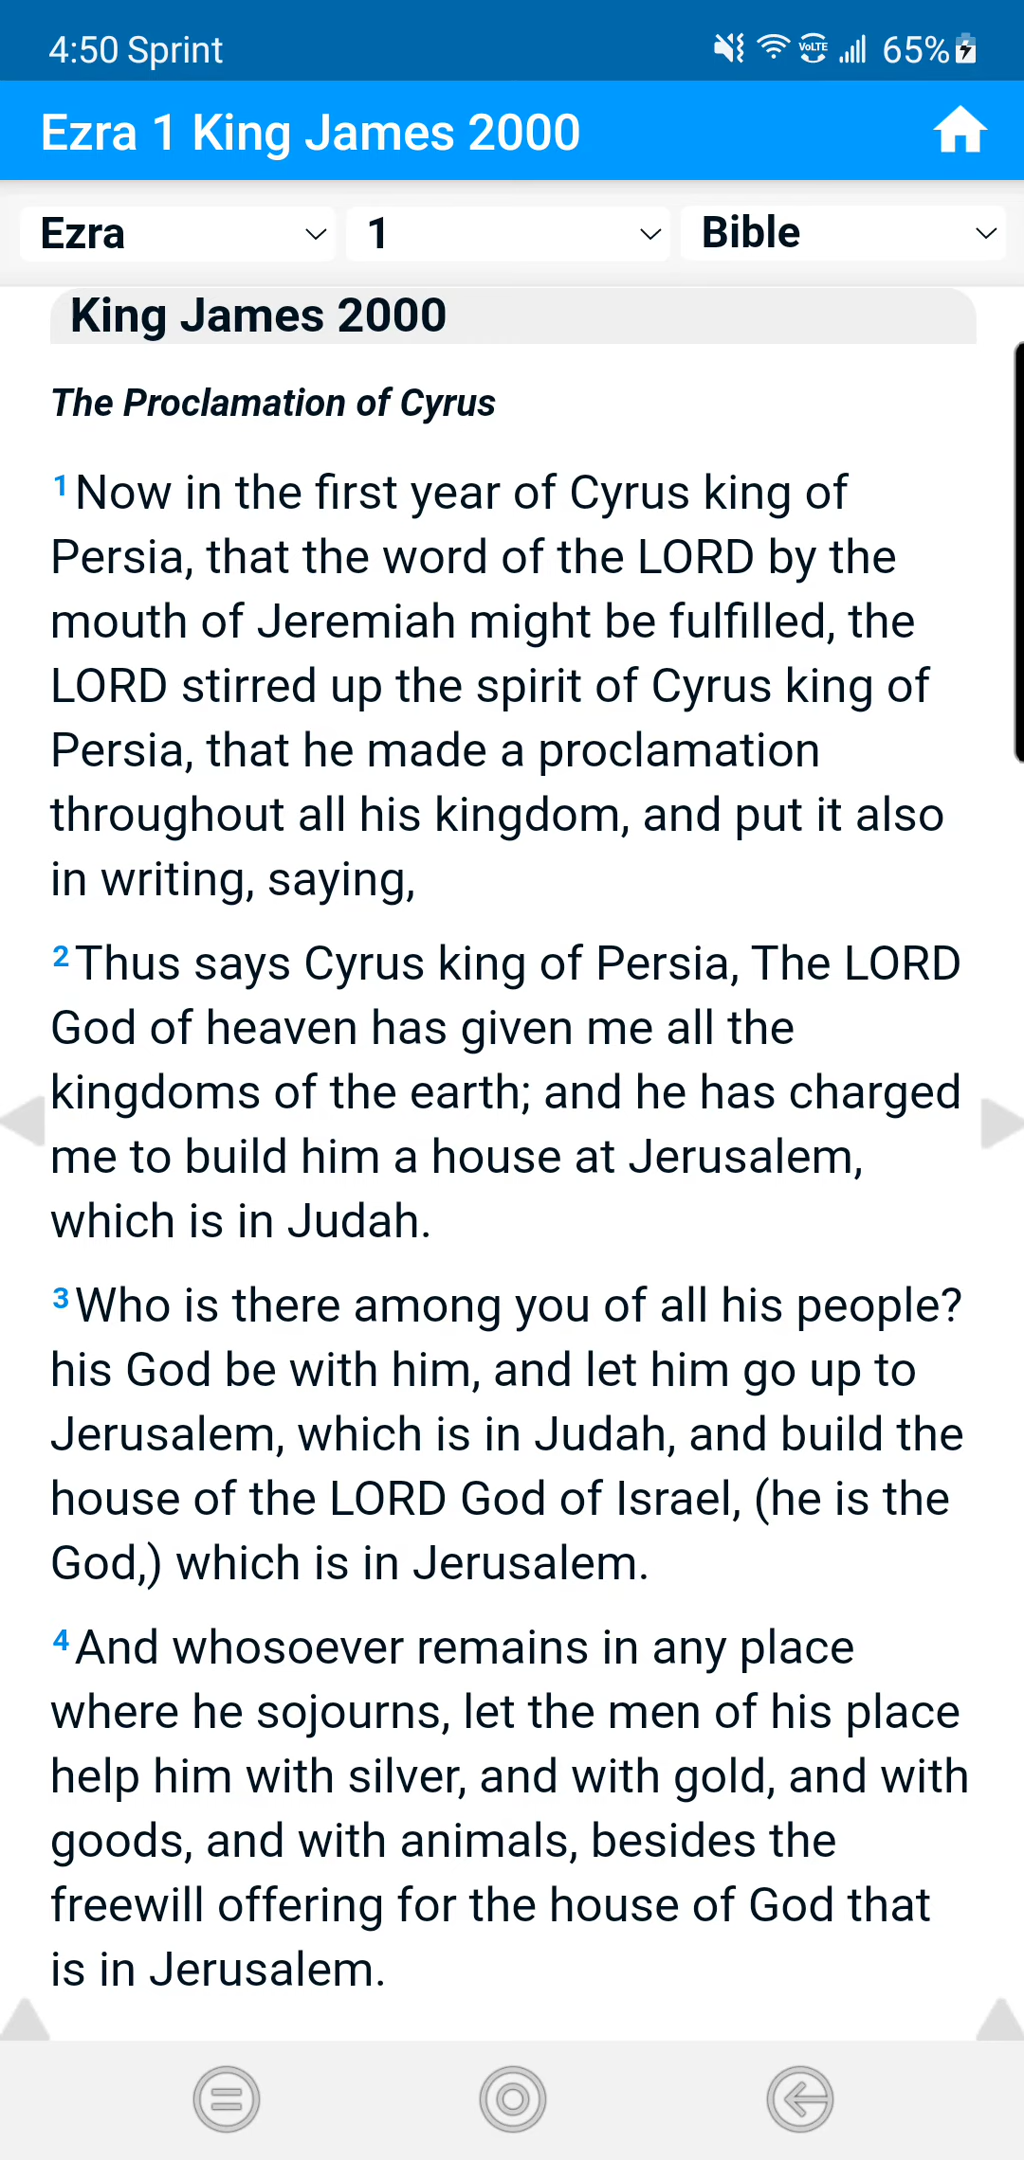 4:50 Sprint VoLTE 65%
Ezra 1 King James 2000
Ezra 1 Bible
King James 2000
The Proclamation of Cyrus
1 Now in the first year of Cyrus king of
Persia, that the word of the LORD by the
mouth of Jeremiah might be fulfilled, the
LORD stirred up the spirit of Cyrus king of
Persia, that he made a proclamation
throughout all his kingdom, and put it also
in writing, saying,
2 Thus says Cyrus king of Persia, The LORD
God of heaven has given me all the
kingdoms of the earth; and he has charged
me to build him a house at Jerusalem,
which is in Judah.
3 Who is there among you of all his people?
his God be with him, and let him go up to
Jerusalem, which is in Judah, and build the
house of the LORD God of Israel, (he is the
God,) which is in Jerusalem.
4 And whosoever remains in any place
where he sojourns, let the men of his place
help him with silver, and with gold, and with
goods, and with animals, besides the
freewill offering for the house of God that
is in Jerusalem.